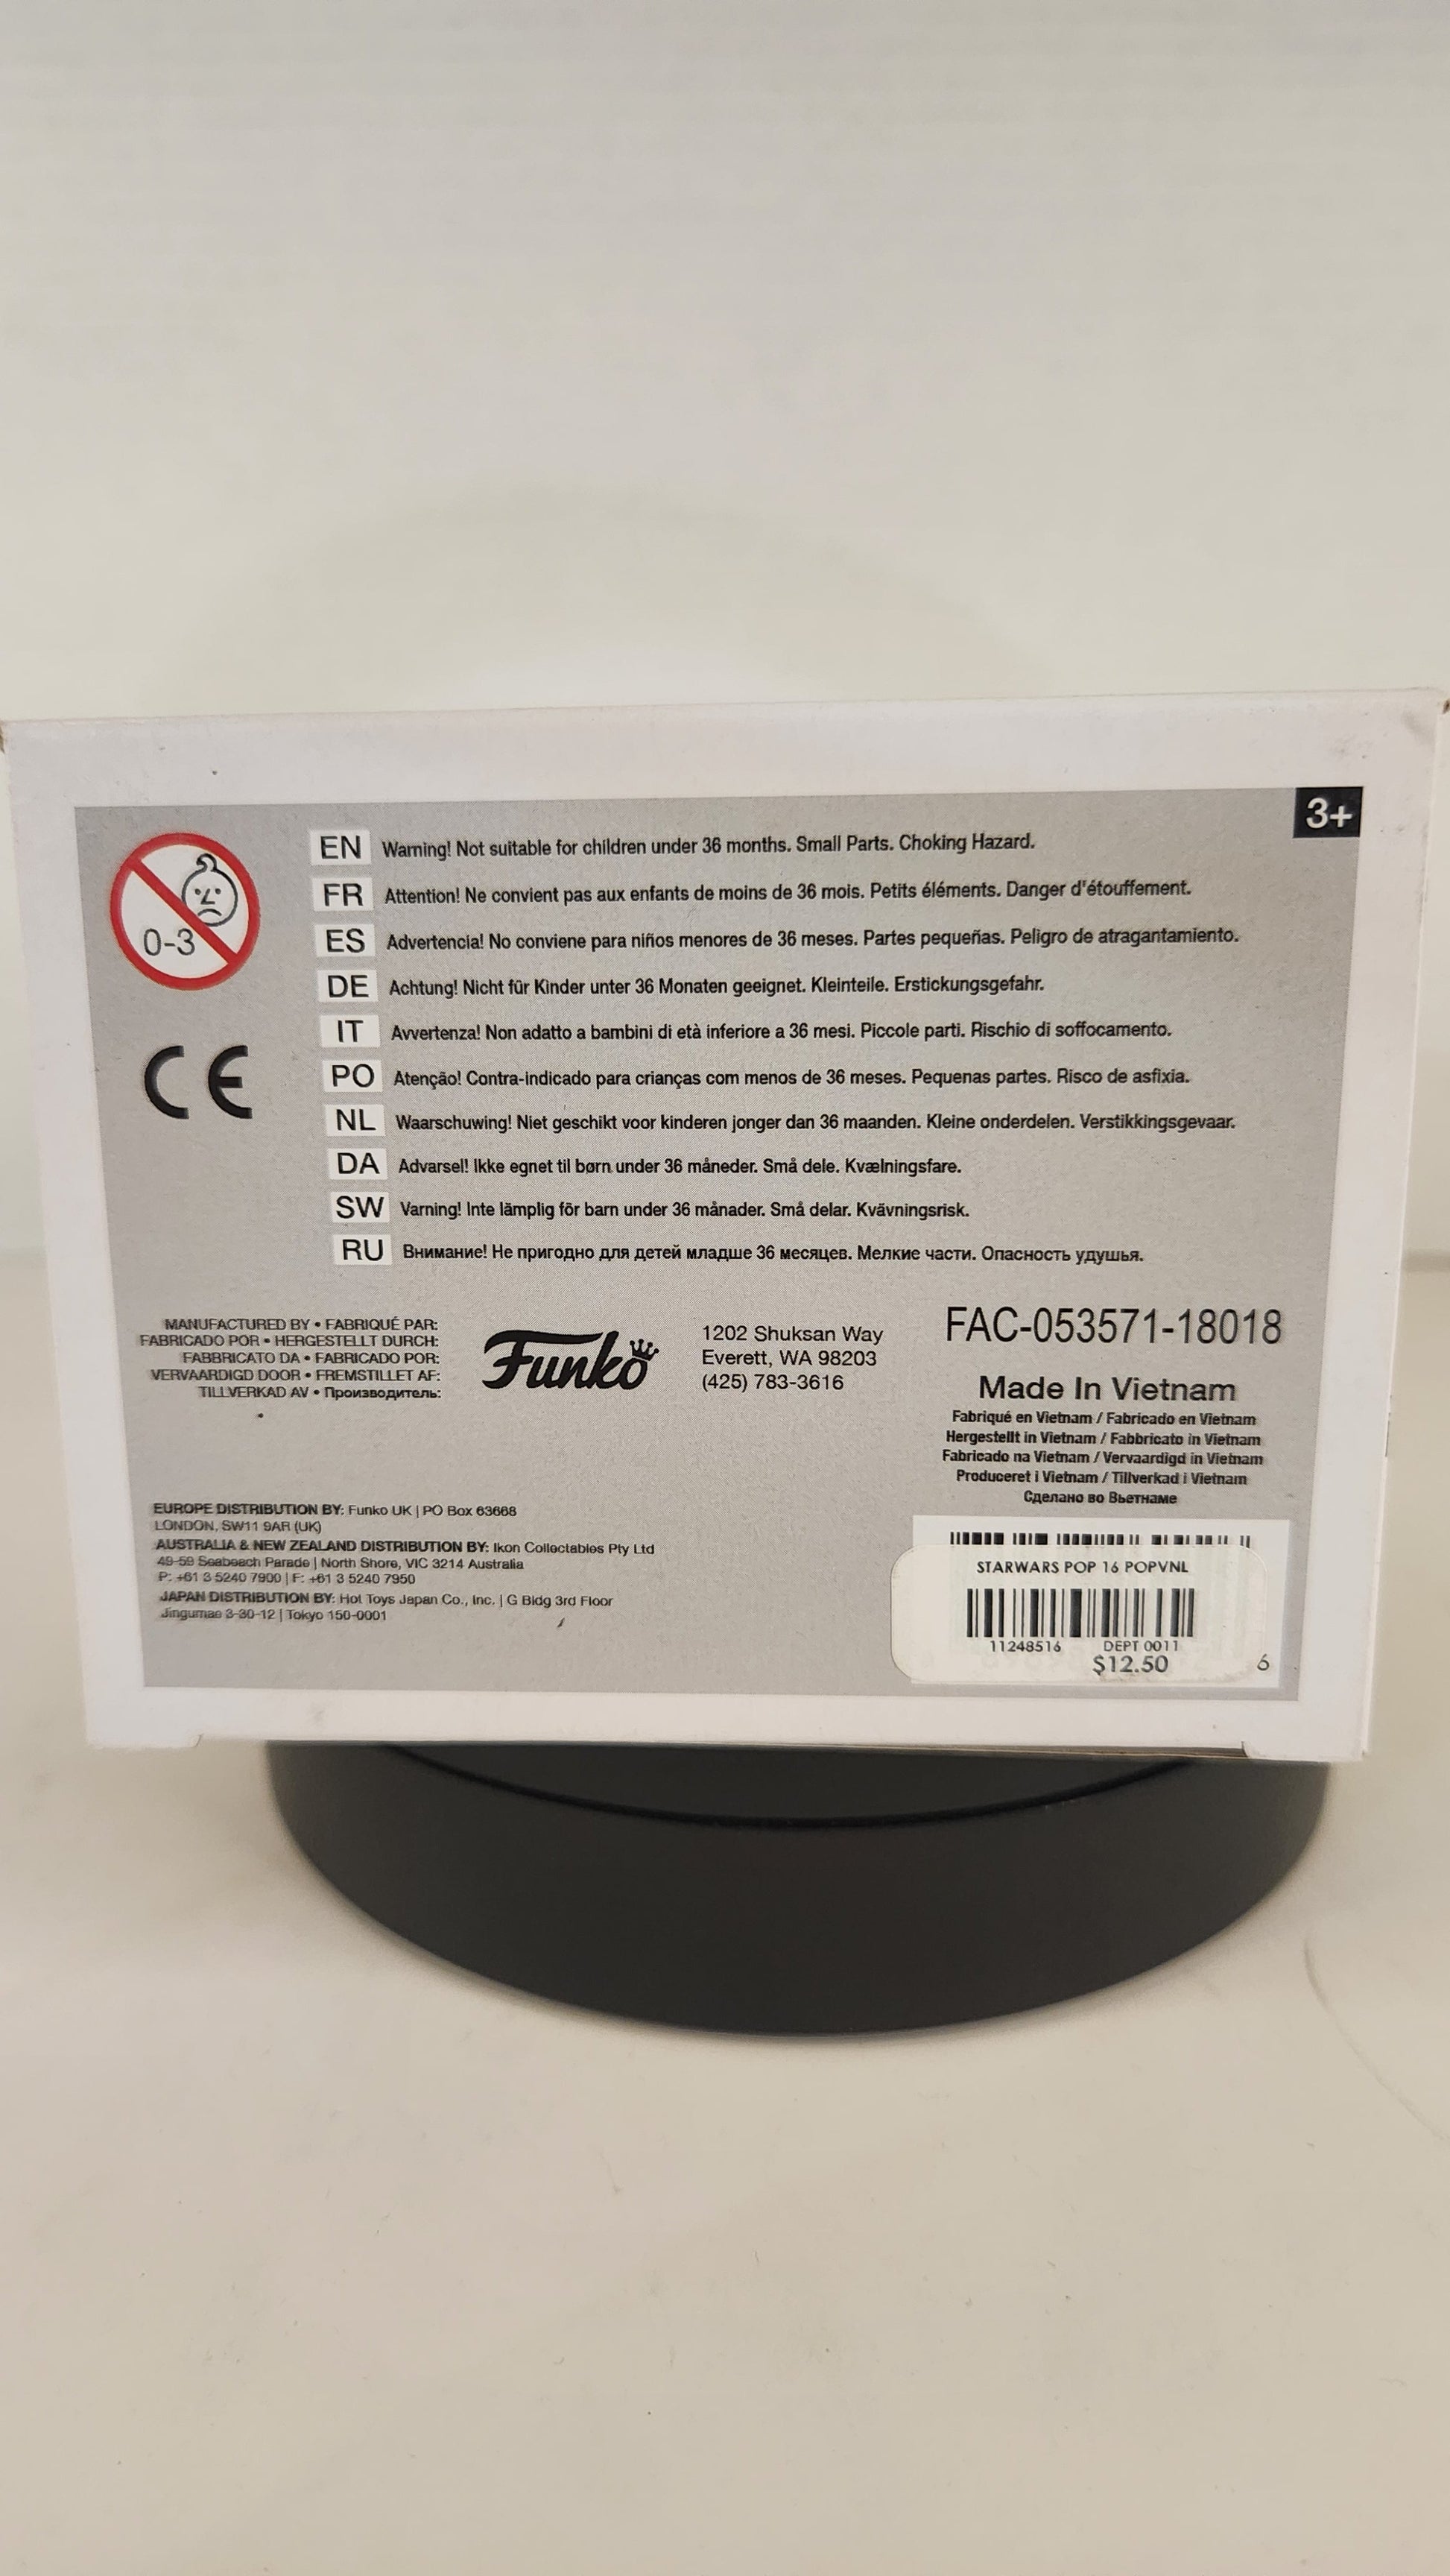 3+
0-3
EN Warning! Not suitable for children under 36 months. Small Parts. Choking Hazard.
FR Attention! Ne convient pas aux enfants de moins de 36 mois. Petits éléments. Danger d'étouffement.
ES Advertencia! No conviene para niños menores de 36 meses. Partes pequeñas. Peligro de atragantamiento.
DE Achtung! Nicht für Kinder unter 36 Monaten geeignet. Kleinteile. Erstickungsgefahr.
IT Avvertenza! Non adatto a bambini di età inferiore a 36 mesi. Piccole parti. Rischio di soffocamento.
CE
PO Atenção! Contra-indicado para crianças com menos de 36 meses. Pequenas partes. Risco de asfixia.
NL Waarschuwing! Niet geschikt voor kinderen jonger dan 36 maanden. Kleine onderdelen. Verstikkingsgevaar.
DA Advarsel! Ikke egnet til børn under 36 måneder. Små dele. Kvælningsfare.
SW Varning! Inte lämplig för barn under 36 månader. Små delar. Kvävningsrisk.
RU Внимание! Не пригодно для детей младше 36 месяцев. Мелкие части. Опасность удушья.
MANUFACTURED BY • FABRIQUÉ PAR:
FABRICADO POR • HERGESTELLT DURCH:
FABBRICATO DA • FABRICADO POR:
VERVAARDIGD DOOR • FREMSTILLET AF:
TILLVERKAD AV • Производитель:
Funko
1202 Shuksan Way
Everett, WA 98203
(425) 783-3616
FAC-053571-18018
Made In Vietnam
Fabriqué en Vietnam / Fabricado en Vietnam
Hergestellt in Vietnam / Fabbricato in Vietnam
Fabricado na Vietnam / Vervaardigd in Vietnam
Produceret i Vietnam / Tillverkad i Vietnam
Сделано во Вьетнаме
EUROPE DISTRIBUTION BY: Funko UK | PO Box 63668
LONDON, SW11 9AR (UK)
AUSTRALIA & NEW ZEALAND DISTRIBUTION BY: Ikon Collectables Pty Ltd
49-59 Seabeach Parade | North Shore, VIC 3214 Australia
P: +61 3 5240 7900 | F: +61 3 5240 7950
JAPAN DISTRIBUTION BY: Hot Toys Japan Co., Inc. | G Bldg 3rd Floor
Jingumae 3-30-12 | Tokyo 150-0001
STARWARS POP 16 POPVNL
11248516 DEPT 0011
$12.50
6